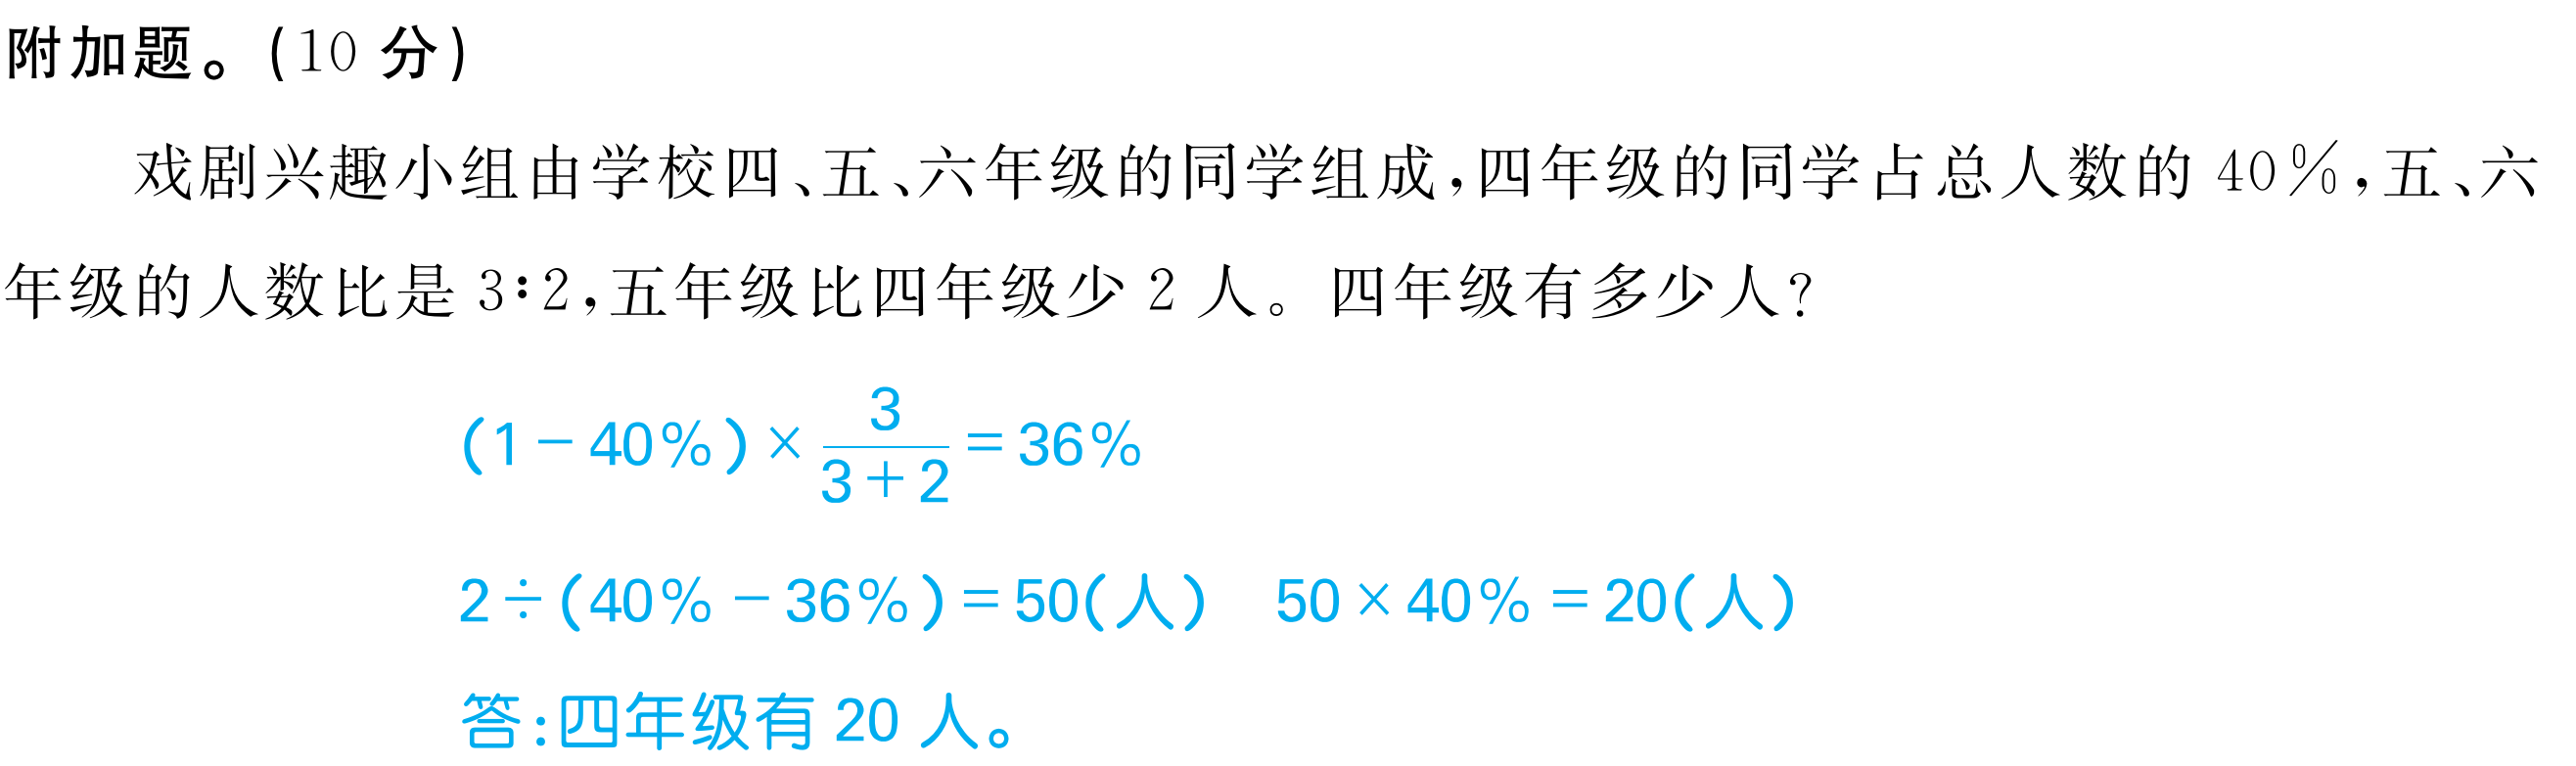 附加题。(10 分)
戏剧兴趣小组由学校四、五、六年级的同学组成,四年级的同学占总人数的 40%,五、六
年级的人数比是 3∶2,五年级比四年级少 2 人。四年级有多少人?
(1 − 40%) × 3/(3 + 2) = 36%
2 ÷ (40% − 36%) = 50(人) 50 × 40% = 20(人)
答:四年级有 20 人。